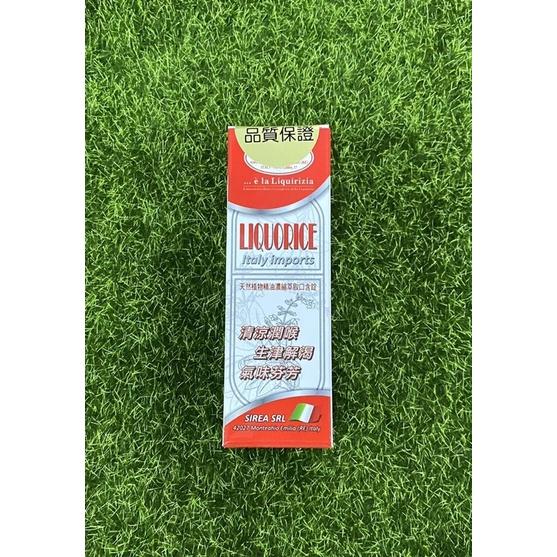 品質保證
... è la Liquirizia
LIQUORICE
Italy imports
天然植物精油濃縮萃取口含錠
清涼潤喉
生津解渴
氣味芬芳
SIREA SRL
42027 Montecchio Emilia (RE) Italy